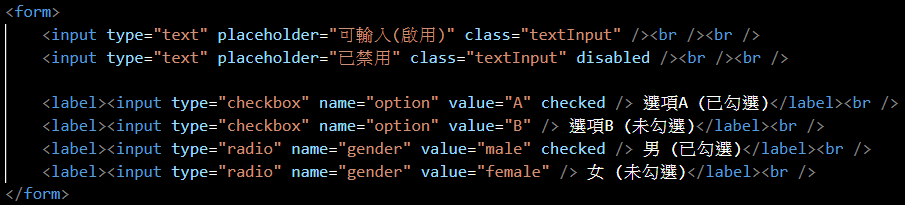 <form>
<input type="text" placeholder="可輸入(啟用)" class="textInput" /><br /><br />
<input type="text" placeholder="已禁用" class="textInput" disabled /><br /><br />
<label><input type="checkbox" name="option" value="A" checked /> 選項A (已勾選)</label><br />
<label><input type="checkbox" name="option" value="B" /> 選項B (未勾選)</label><br />
<label><input type="radio" name="gender" value="male" checked /> 男 (已勾選)</label><br />
<label><input type="radio" name="gender" value="female" /> 女 (未勾選)</label><br />
</form>